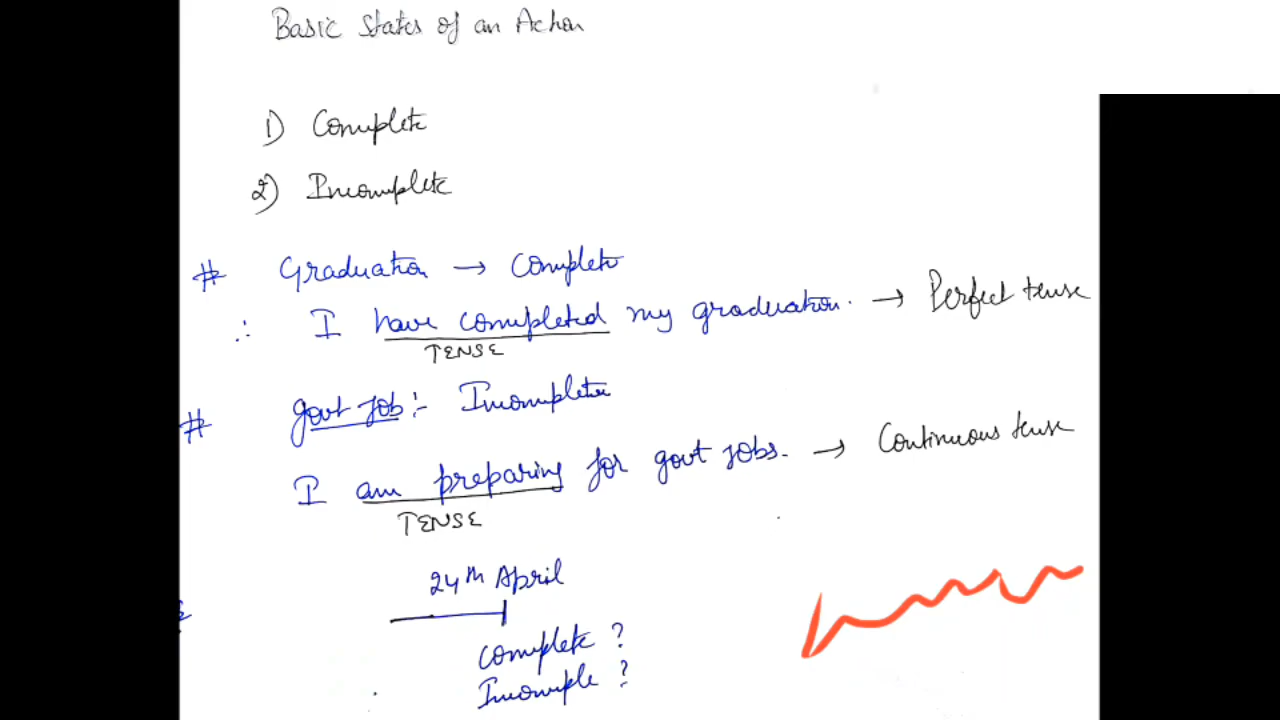 Basic States of an Action
1) Complete
2) Incomplete
# Graduation → Complete
∴ I have completed my graduation. → Perfect tense
TENSE
# govt job :- Incomplete
I am preparing for govt jobs. → Continuous tense
TENSE
24th April
Complete ?
Incomple ?